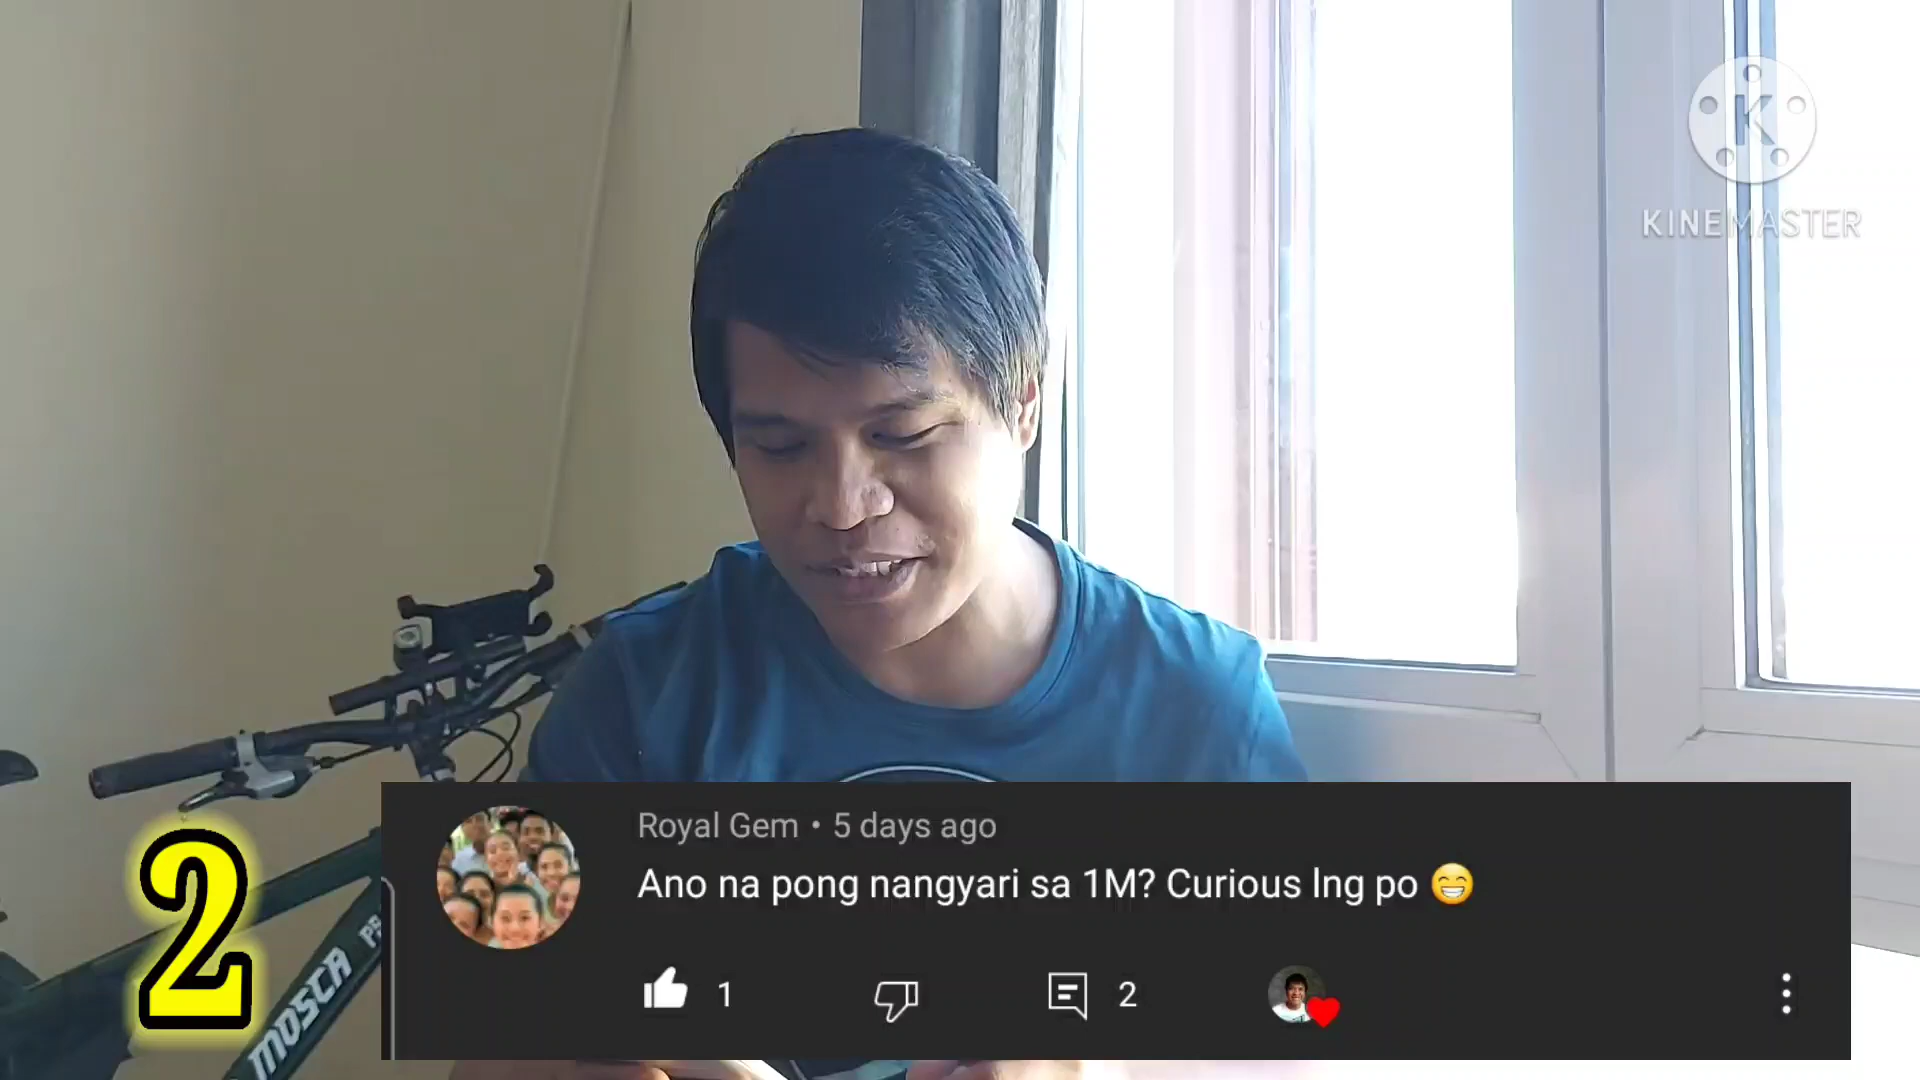 KINEMASTER
Royal Gem • 5 days ago
Ano na pong nangyari sa 1M? Curious lng po 😁
1
2
2
MOSCA